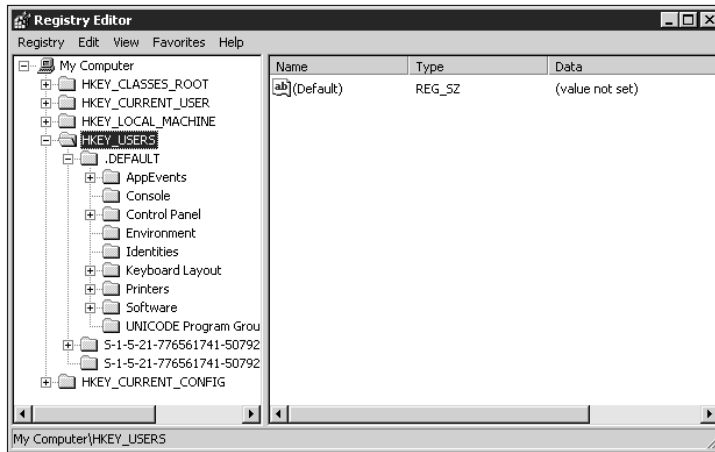 Registry Editor
Registry Edit View Favorites Help
My Computer
HKEY_CLASSES_ROOT
HKEY_CURRENT_USER
HKEY_LOCAL_MACHINE
HKEY_USERS
.DEFAULT
AppEvents
Console
Control Panel
Environment
Identities
Keyboard Layout
Printers
Software
UNICODE Program Grou
S-1-5-21-776561741-50792
S-1-5-21-776561741-50792
HKEY_CURRENT_CONFIG
Name Type Data
ab (Default) REG_SZ (value not set)
My Computer\HKEY_USERS